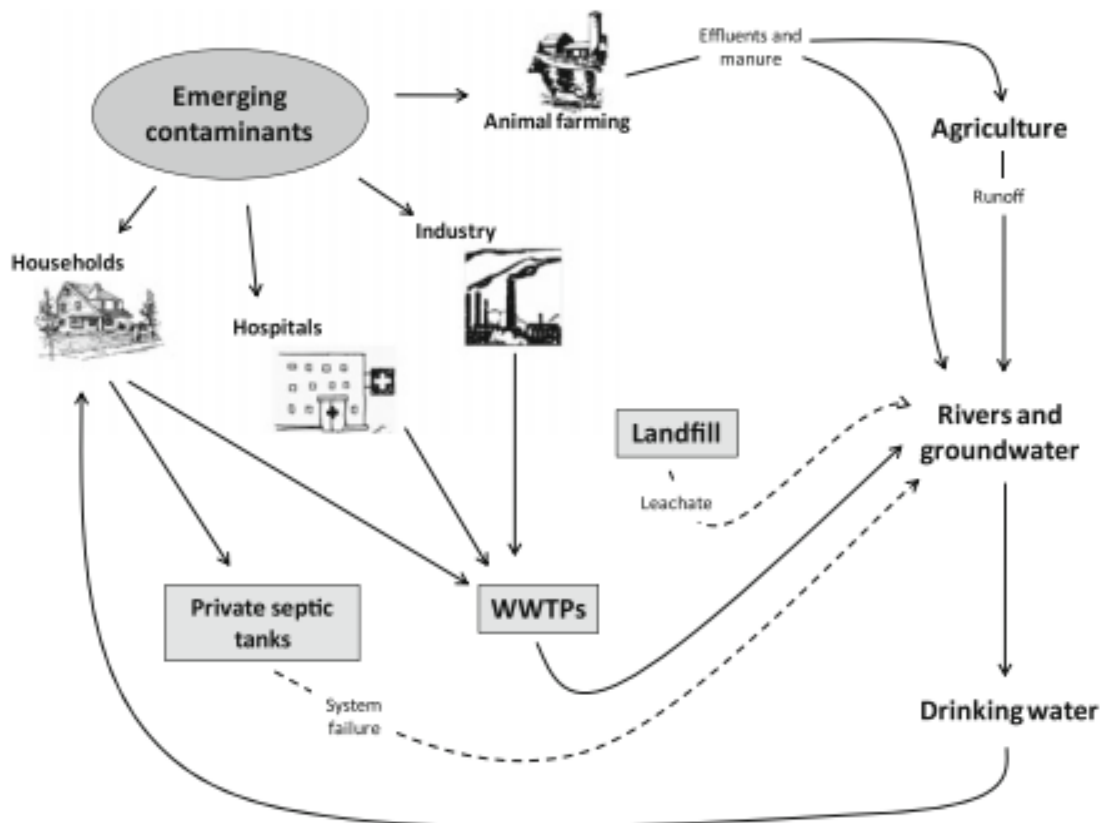 Emerging
contaminants
Animal farming
Effluents and
manure
Agriculture
Runoff
Industry
Households
Hospitals
Landfill
Leachate
Rivers and
groundwater
Private septic
tanks
WWTPs
System
failure
Drinking water